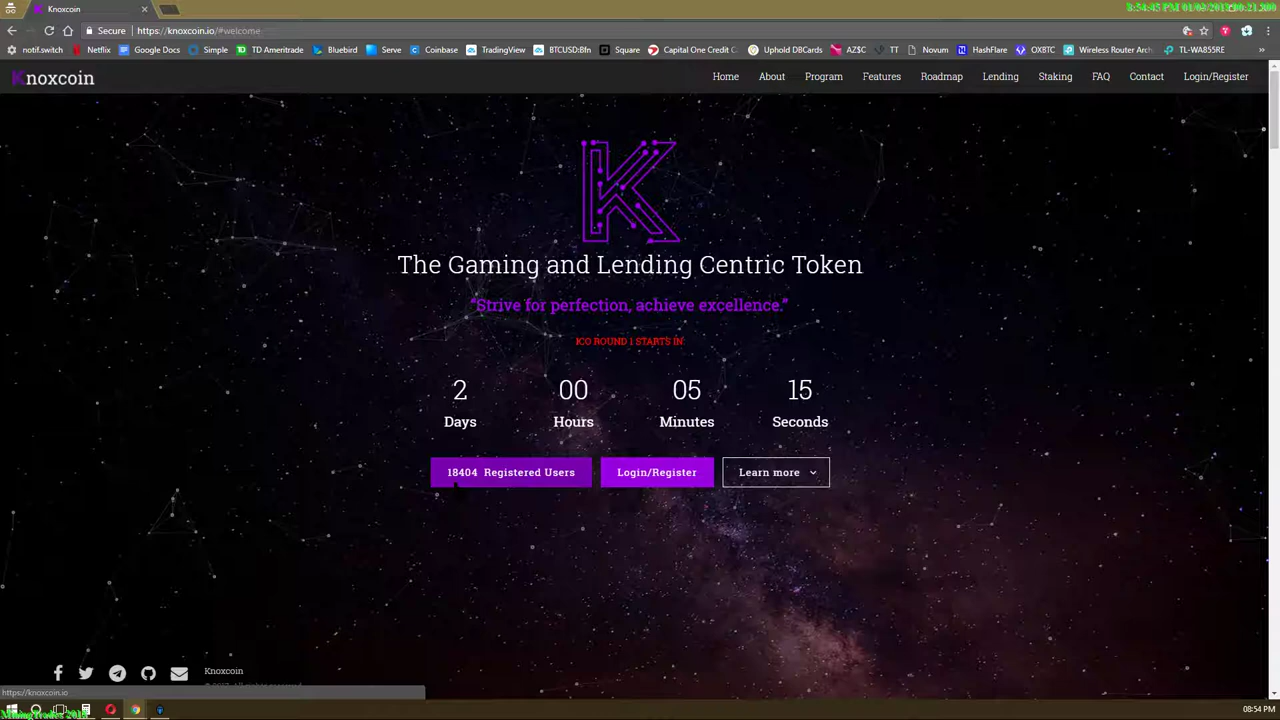 Knoxcoin
Secure https://knoxcoin.io/#welcome
notif.switch Netflix Google Docs Simple TD Ameritrade Bluebird Serve Coinbase TradingView BTCUSD:Bfn Square Capital One Credit C Uphold DBCards AZ$C TT Novum HashFlare OXBTC Wireless Router Arc TL-WA855RE
Knoxcoin Home About Program Features Roadmap Lending Staking FAQ Contact Login/Register
The Gaming and Lending Centric Token
"Strive for perfection, achieve excellence."
ICO ROUND 1 STARTS IN
2 00 05 15
Days Hours Minutes Seconds
18404 Registered Users Login/Register Learn more
Knoxcoin
https://knoxcoin.io
08:54 PM